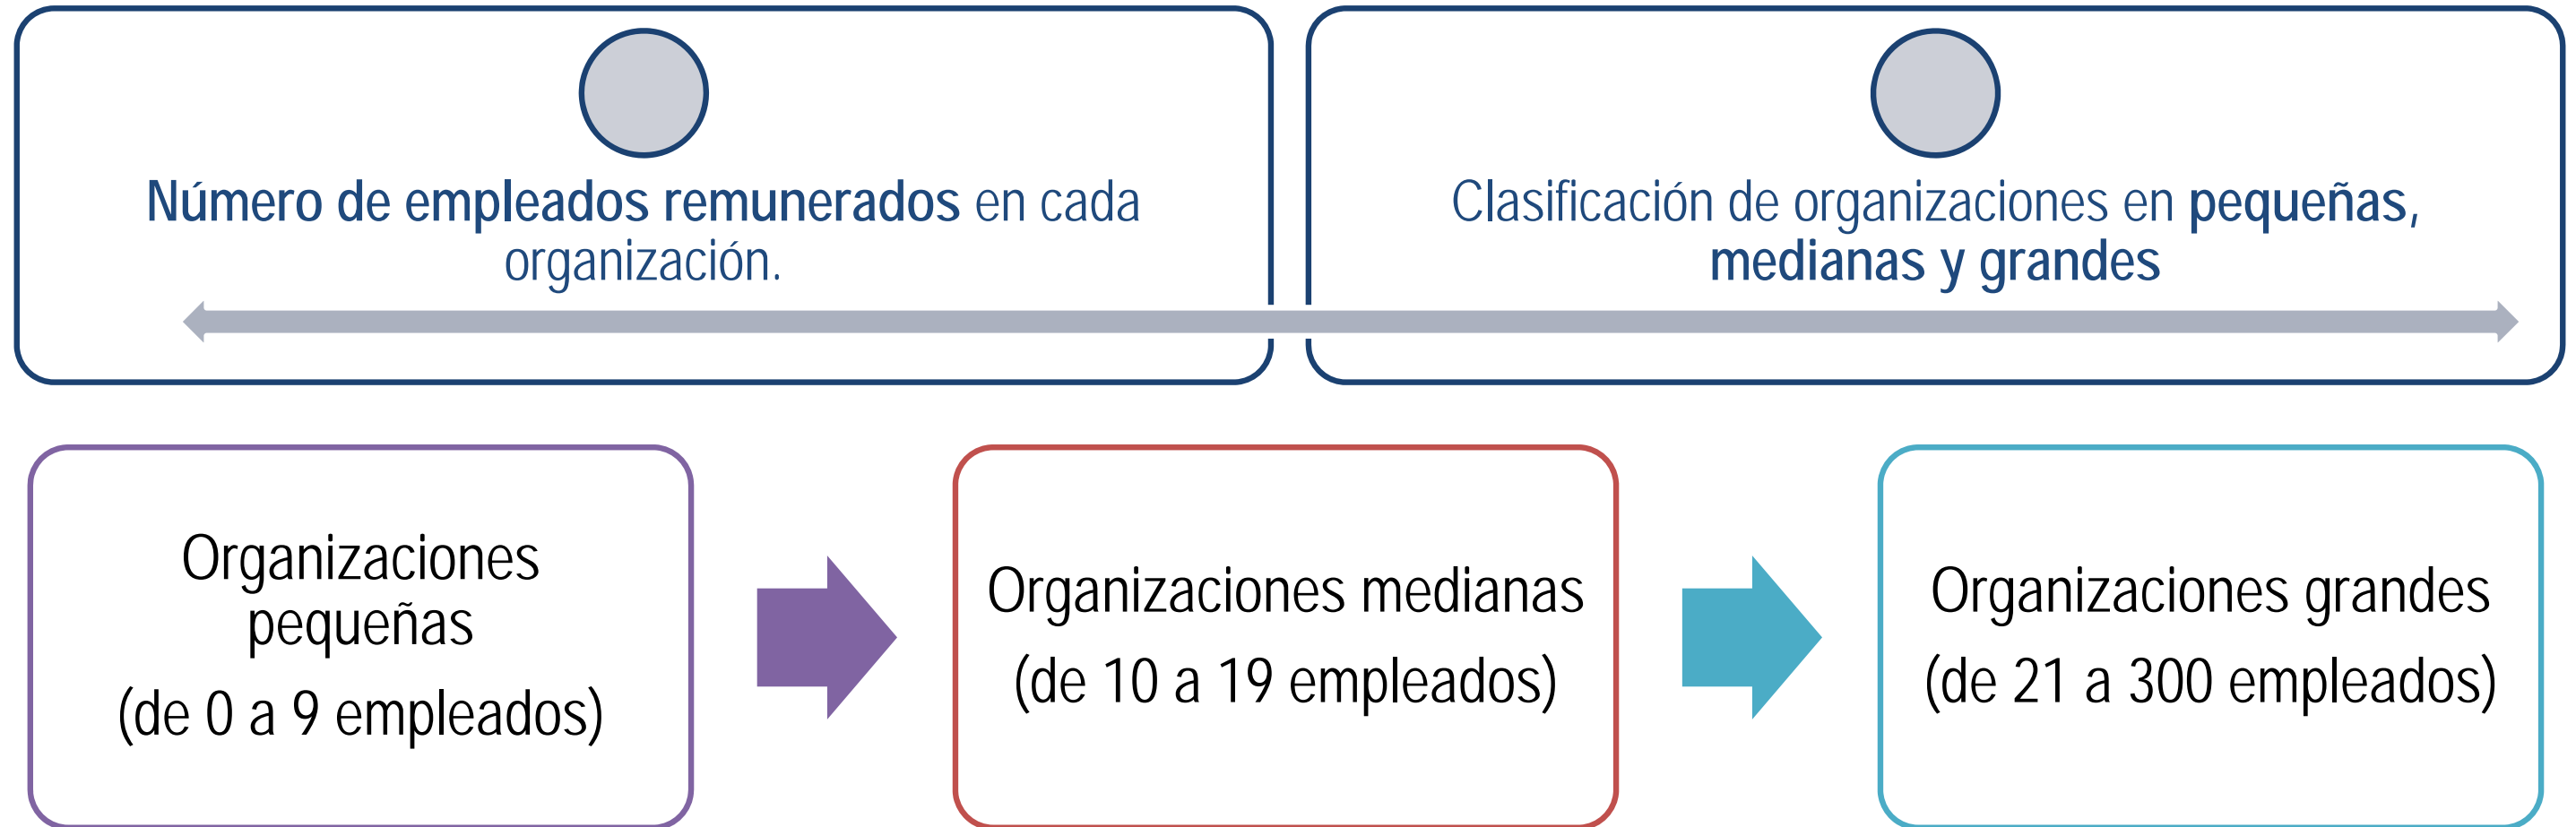 Número de empleados remunerados en cada
organización.
Clasificación de organizaciones en pequeñas,
medianas y grandes
Organizaciones
pequeñas
(de 0 a 9 empleados)
Organizaciones medianas
(de 10 a 19 empleados)
Organizaciones grandes
(de 21 a 300 empleados)